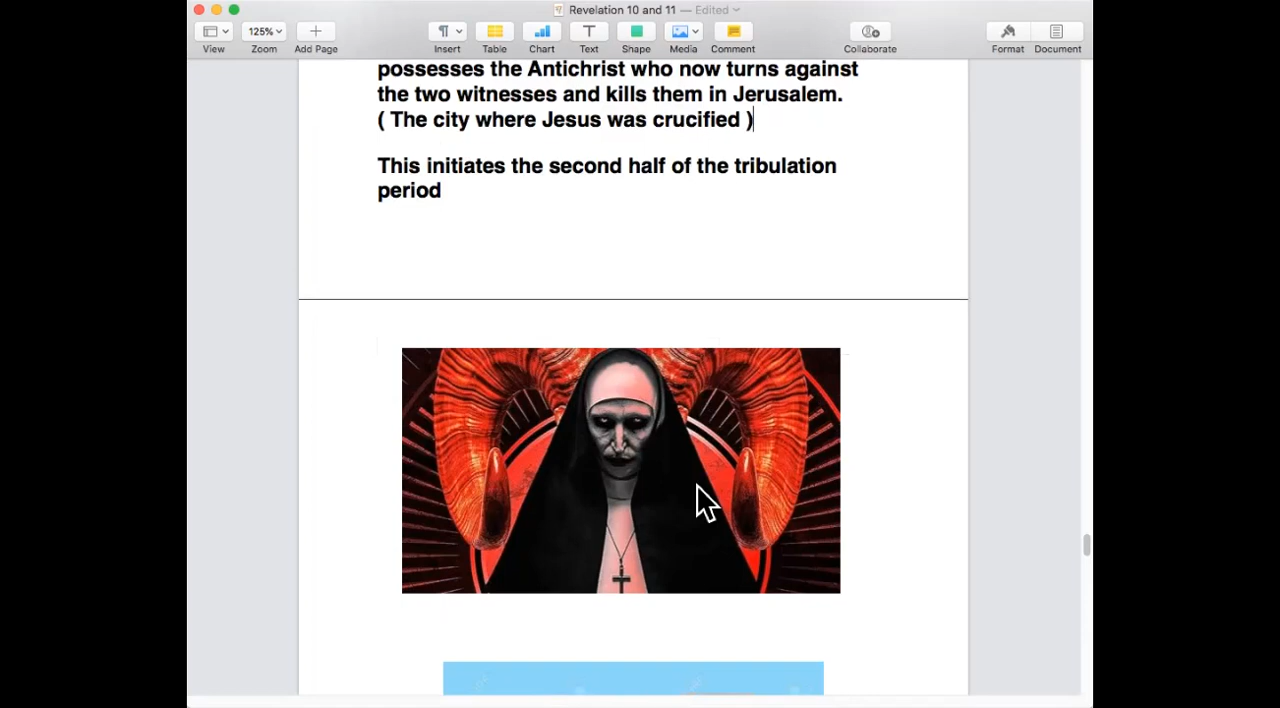 Revelation 10 and 11 — Edited
125%
View
Zoom
Add Page
Insert
Table
Chart
Text
Shape
Media
Comment
Collaborate
Format
Document
possesses the Antichrist who now turns against
the two witnesses and kills them in Jerusalem.
( The city where Jesus was crucified )
This initiates the second half of the tribulation
period